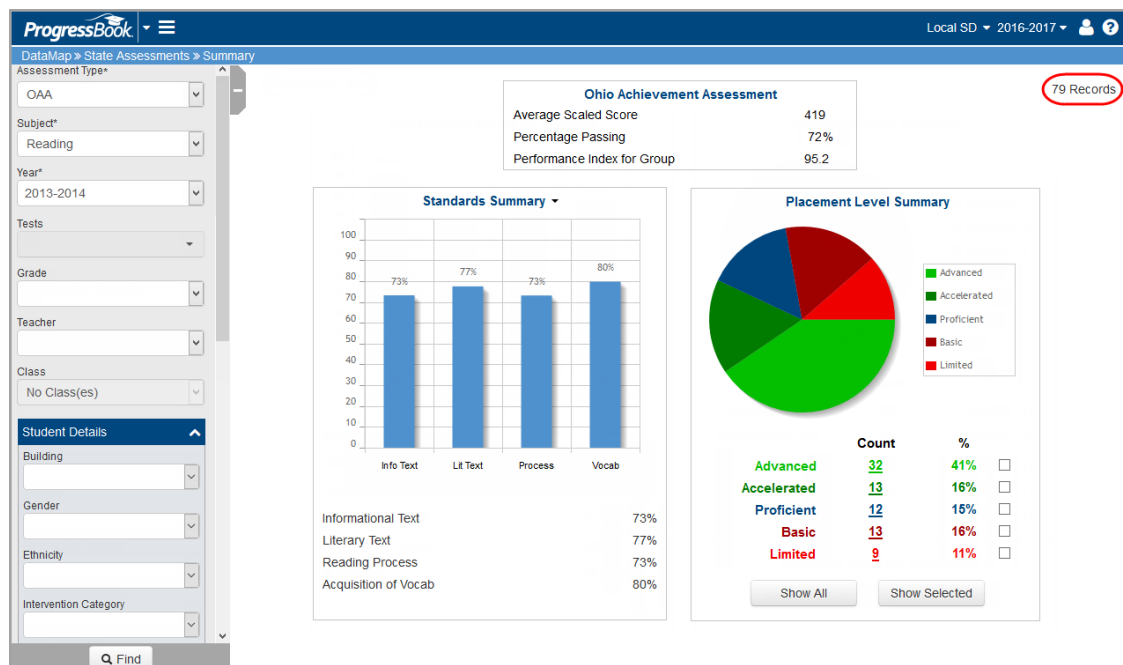 ProgressBook
Local SD 2016-2017
DataMap » State Assessments » Summary
Assessment Type*
OAA
Subject*
Reading
Year*
2013-2014
Tests
Grade
Teacher
Class
No Class(es)
Student Details
Building
Gender
Ethnicity
Intervention Category
Find
79 Records
Ohio Achievement Assessment
Average Scaled Score 419
Percentage Passing 72%
Performance Index for Group 95.2
Standards Summary
100
90
80
70
60
50
40
30
20
10
0
73% 77% 73% 80%
Info Text Lit Text Process Vocab
Informational Text 73%
Literary Text 77%
Reading Process 73%
Acquisition of Vocab 80%
Placement Level Summary
Advanced
Accelerated
Proficient
Basic
Limited
Count %
Advanced 32 41%
Accelerated 13 16%
Proficient 12 15%
Basic 13 16%
Limited 9 11%
Show All Show Selected